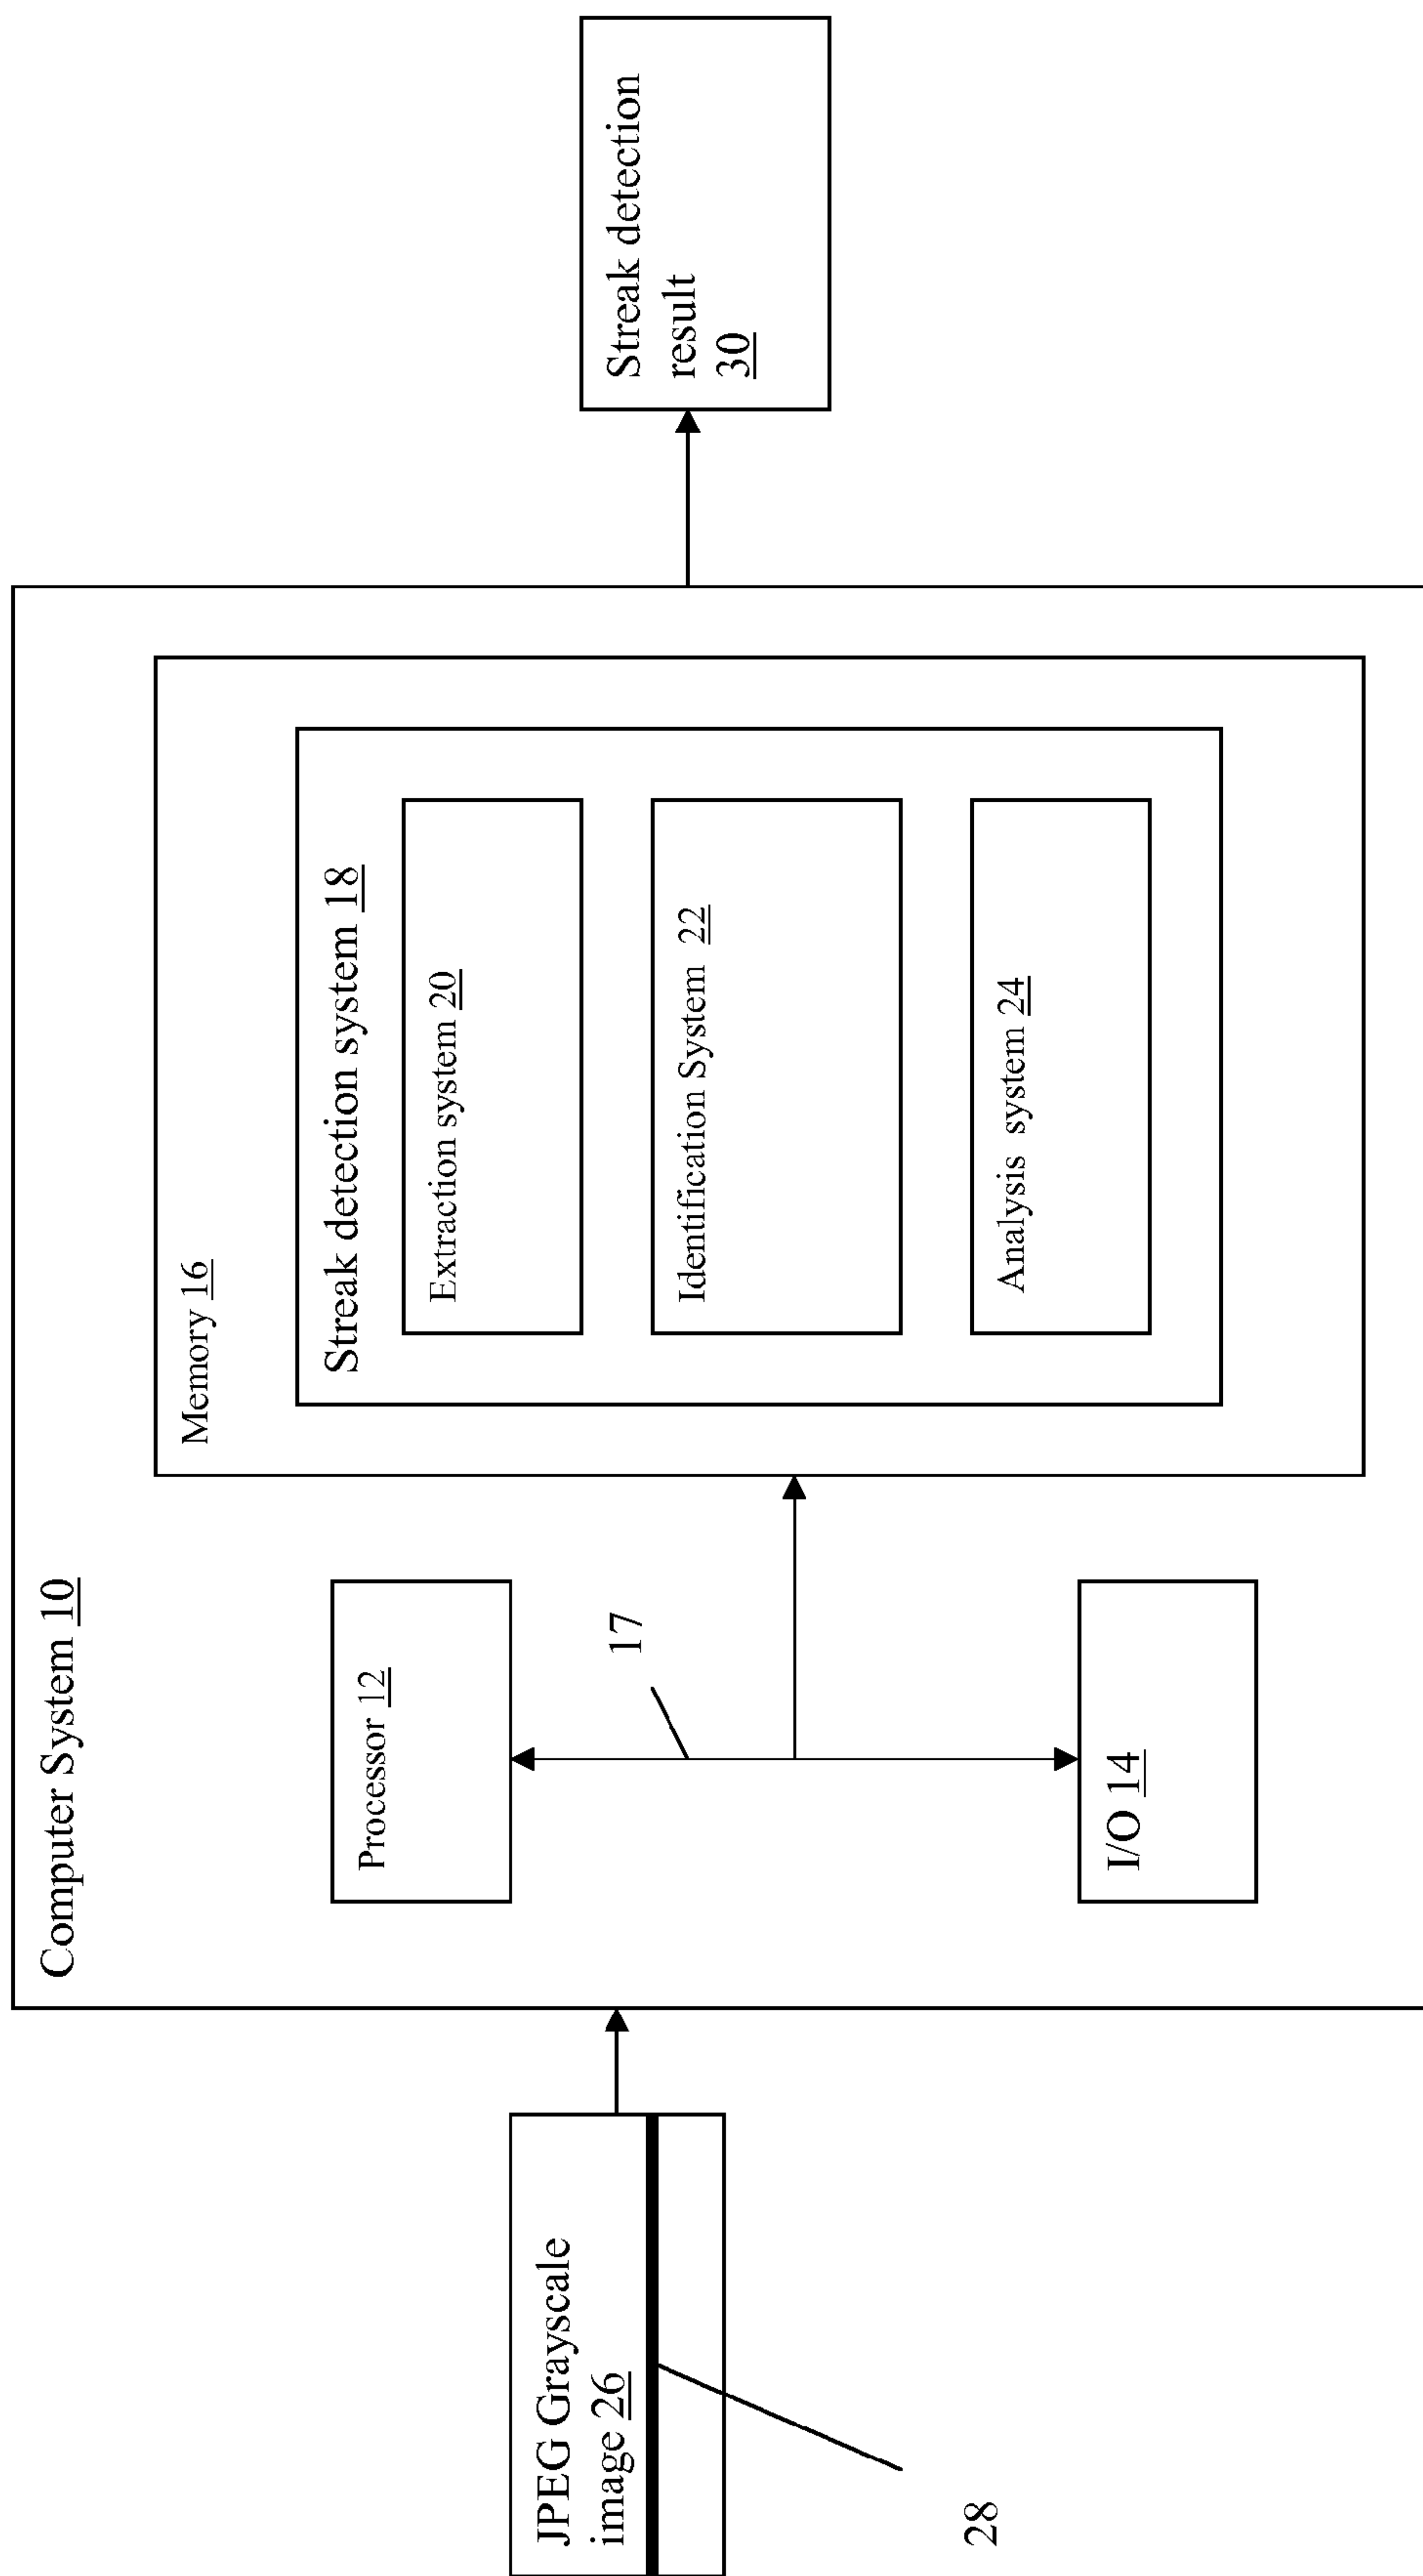 Computer System 10
Memory 16
Streak detection system 18
Processor 12
Extraction system 20
JPEG Grayscale
image 26
17
Streak detection
result
30
Identification System 22
28
I/O 14
Analysis system 24